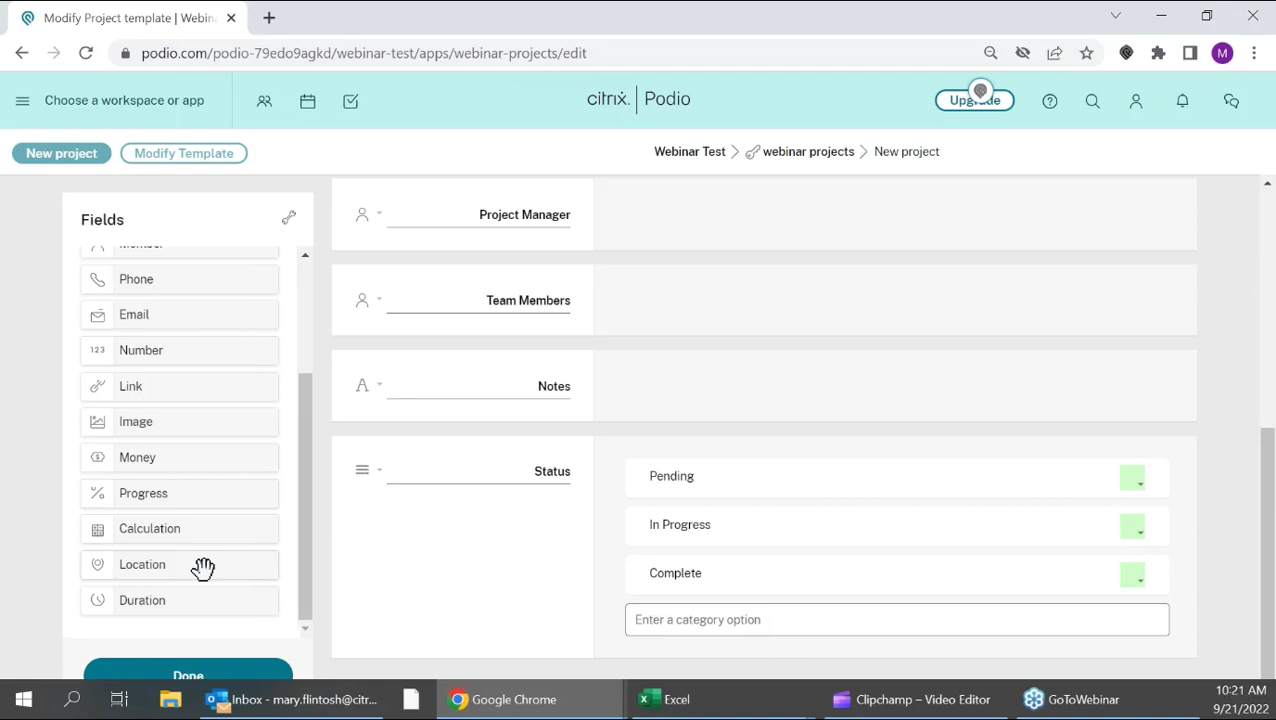 Modify Project template | Webin
podio.com/podio-79edo9agkd/webinar-test/apps/webinar-projects/edit
M
Choose a workspace or app
citrix. | Podio
Upgrade
New project
Modify Template
Webinar Test
webinar projects
New project
Fields
Member
Phone
Email
123 Number
Link
Image
Money
Progress
Calculation
Location
Duration
Done
Project Manager
Team Members
Notes
Status
Pending
In Progress
Complete
Enter a category option
Inbox - mary.flintosh@citr...
Google Chrome
Excel
Clipchamp – Video Editor
GoToWebinar
10:21 AM
9/21/2022